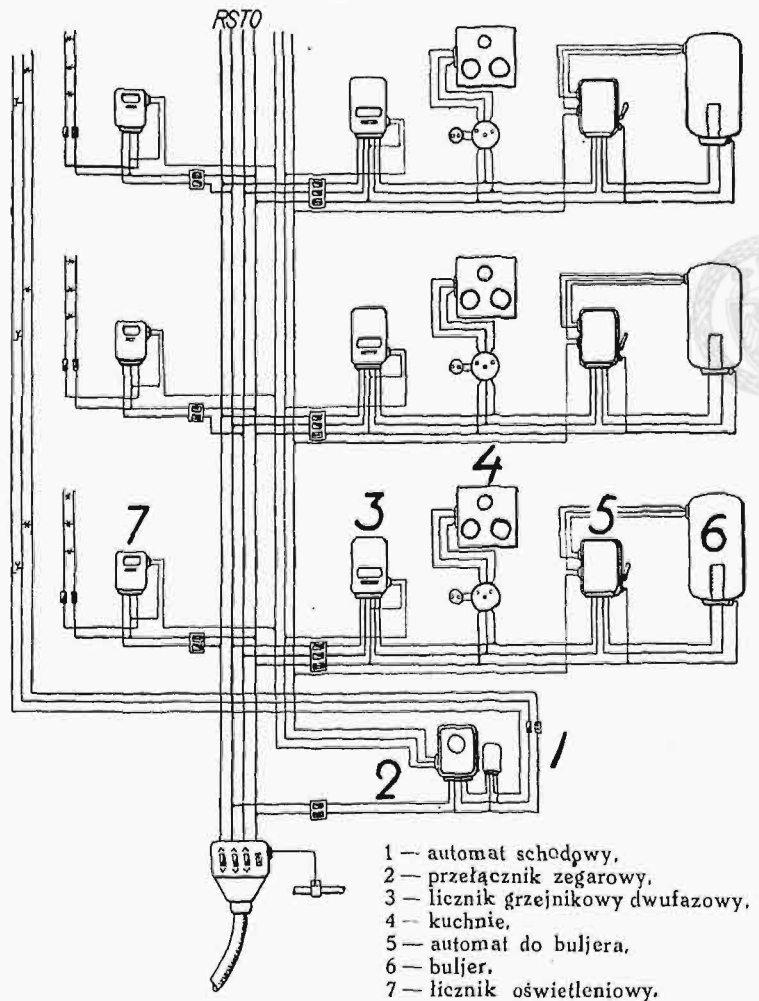 RSTO
4
7
3
5
6
1
2
1 — automat schodowy,
2 — przełącznik zegarowy,
3 — licznik grzejnikowy dwufazowy,
4 — kuchnie,
5 — automat do buljera,
6 — buljer,
7 — licznik oświetleniowy.